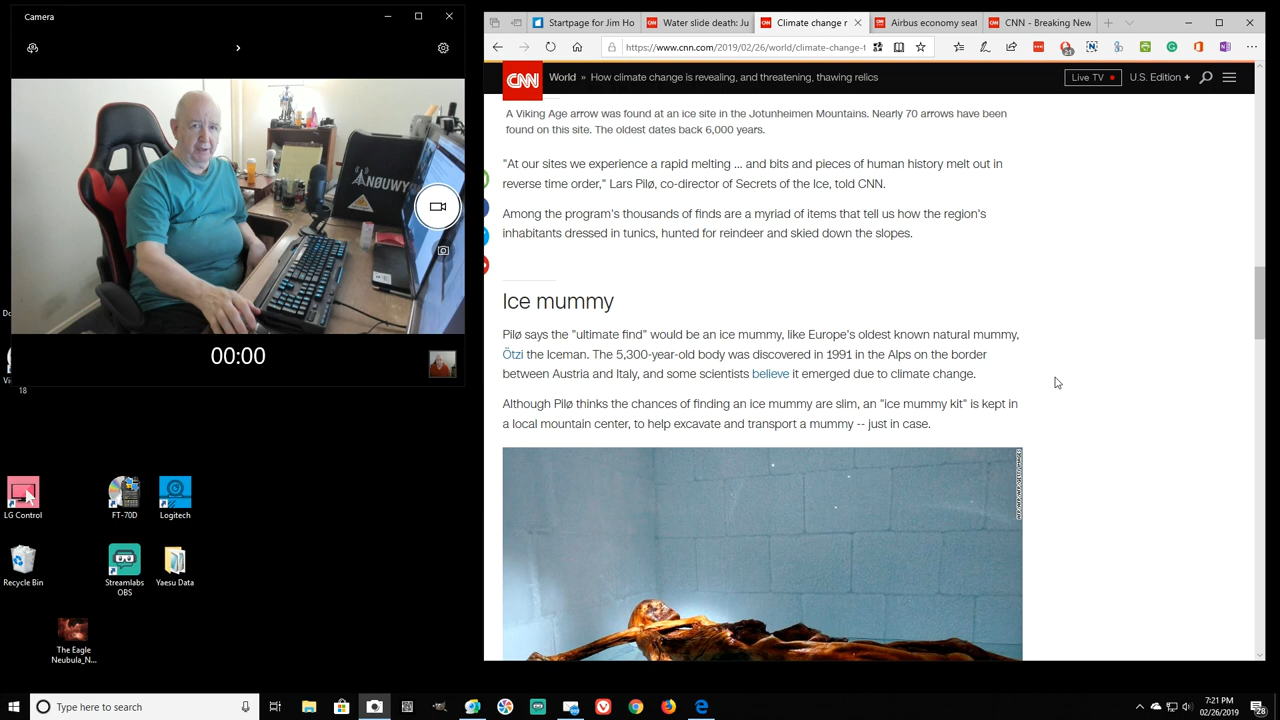 Camera
00:00
ANOUWY
Do
Vi
18
LG Control
FT-70D
Logitech
Recycle Bin
Streamlabs
OBS
Yaesu Data
The Eagle
Neubula_N...
Startpage for Jim Ho
Water slide death: Ju
Climate change r
Airbus economy seat
CNN - Breaking New
https://www.cnn.com/2019/02/26/world/climate-change-t
21
CNN
World » How climate change is revealing, and threatening, thawing relics
Live TV
U.S. Edition +
A Viking Age arrow was found at an ice site in the Jotunheimen Mountains. Nearly 70 arrows have been
found on this site. The oldest dates back 6,000 years.
"At our sites we experience a rapid melting ... and bits and pieces of human history melt out in
reverse time order," Lars Pilø, co-director of Secrets of the Ice, told CNN.
Among the program's thousands of finds are a myriad of items that tell us how the region's
inhabitants dressed in tunics, hunted for reindeer and skied down the slopes.
Ice mummy
Pilø says the "ultimate find" would be an ice mummy, like Europe's oldest known natural mummy,
Ötzi the Iceman. The 5,300-year-old body was discovered in 1991 in the Alps on the border
between Austria and Italy, and some scientists believe it emerged due to climate change.
Although Pilø thinks the chances of finding an ice mummy are slim, an "ice mummy kit" is kept in
a local mountain center, to help excavate and transport a mummy -- just in case.
Type here to search
7:21 PM
02/26/2019
28